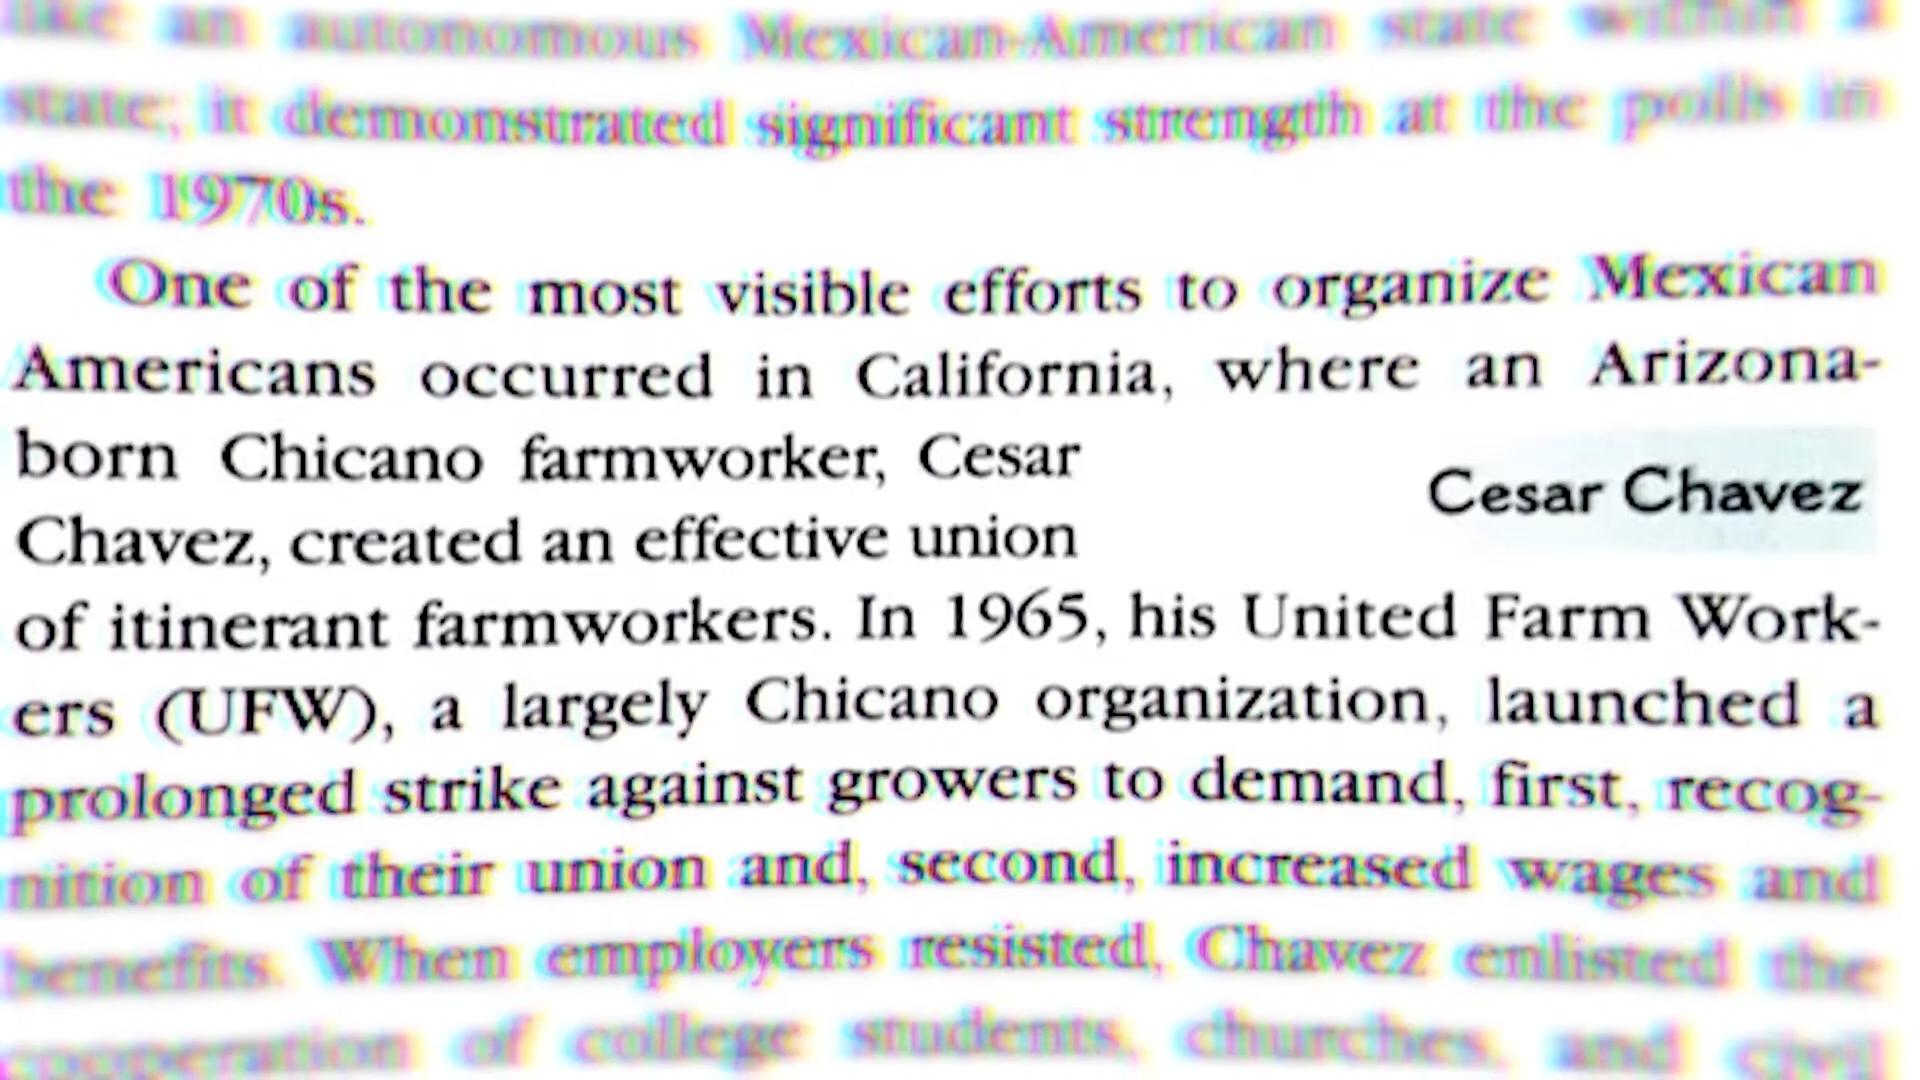 like an autonomous Mexican-American state within a
state; it demonstrated significant strength at the polls in
the 1970s.
One of the most visible efforts to organize Mexican
Americans occurred in California, where an Arizona-
born Chicano farmworker, Cesar
Chavez, created an effective union
Cesar Chavez
of itinerant farmworkers. In 1965, his United Farm Work-
ers (UFW), a largely Chicano organization, launched a
prolonged strike against growers to demand, first, recog-
nition of their union and, second, increased wages and
benefits. When employers resisted, Chavez enlisted the
cooperation of college students, churches, and civil